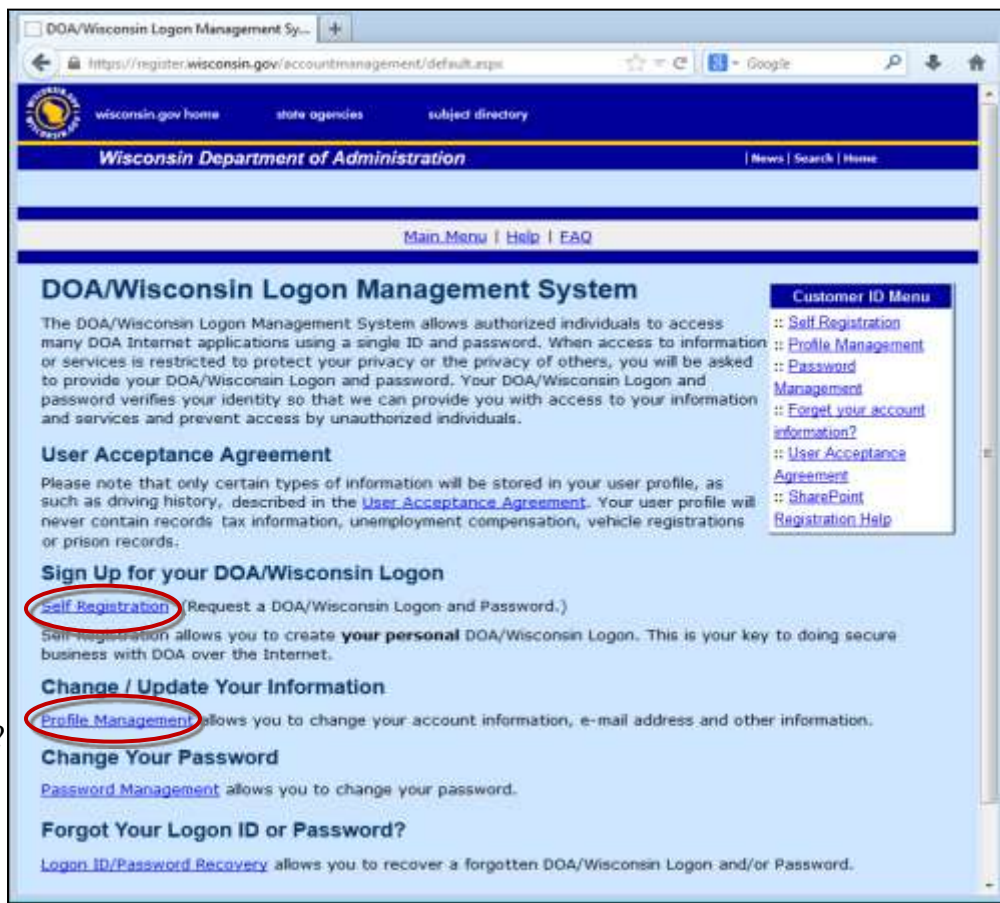 DOA/Wisconsin Logon Management Sy...
https://register.wisconsin.gov/accountmanagement/default.aspx
Google
wisconsin.gov home state agencies subject directory
Wisconsin Department of Administration
| News | Search | Home
Main Menu | Help | FAQ
DOA/Wisconsin Logon Management System
The DOA/Wisconsin Logon Management System allows authorized individuals to access
many DOA Internet applications using a single ID and password. When access to information
or services is restricted to protect your privacy or the privacy of others, you will be asked
to provide your DOA/Wisconsin Logon and password. Your DOA/Wisconsin Logon and
password verifies your identity so that we can provide you with access to your information
and services and prevent access by unauthorized individuals.
User Acceptance Agreement
Please note that only certain types of information will be stored in your user profile, as
such as driving history, described in the User Acceptance Agreement. Your user profile will
never contain records tax information, unemployment compensation, vehicle registrations
or prison records.
Customer ID Menu
:: Self Registration
:: Profile Management
:: Password
Management
:: Forget your account
information?
:: User Acceptance
Agreement
:: SharePoint
Registration Help
Sign Up for your DOA/Wisconsin Logon
Self Registration (Request a DOA/Wisconsin Logon and Password.)
Self Registration allows you to create your personal DOA/Wisconsin Logon. This is your key to doing secure
business with DOA over the Internet.
Change / Update Your Information
Profile Management allows you to change your account information, e-mail address and other information.
Change Your Password
Password Management allows you to change your password.
Forgot Your Logon ID or Password?
Logon ID/Password Recovery allows you to recover a forgotten DOA/Wisconsin Logon and/or Password.